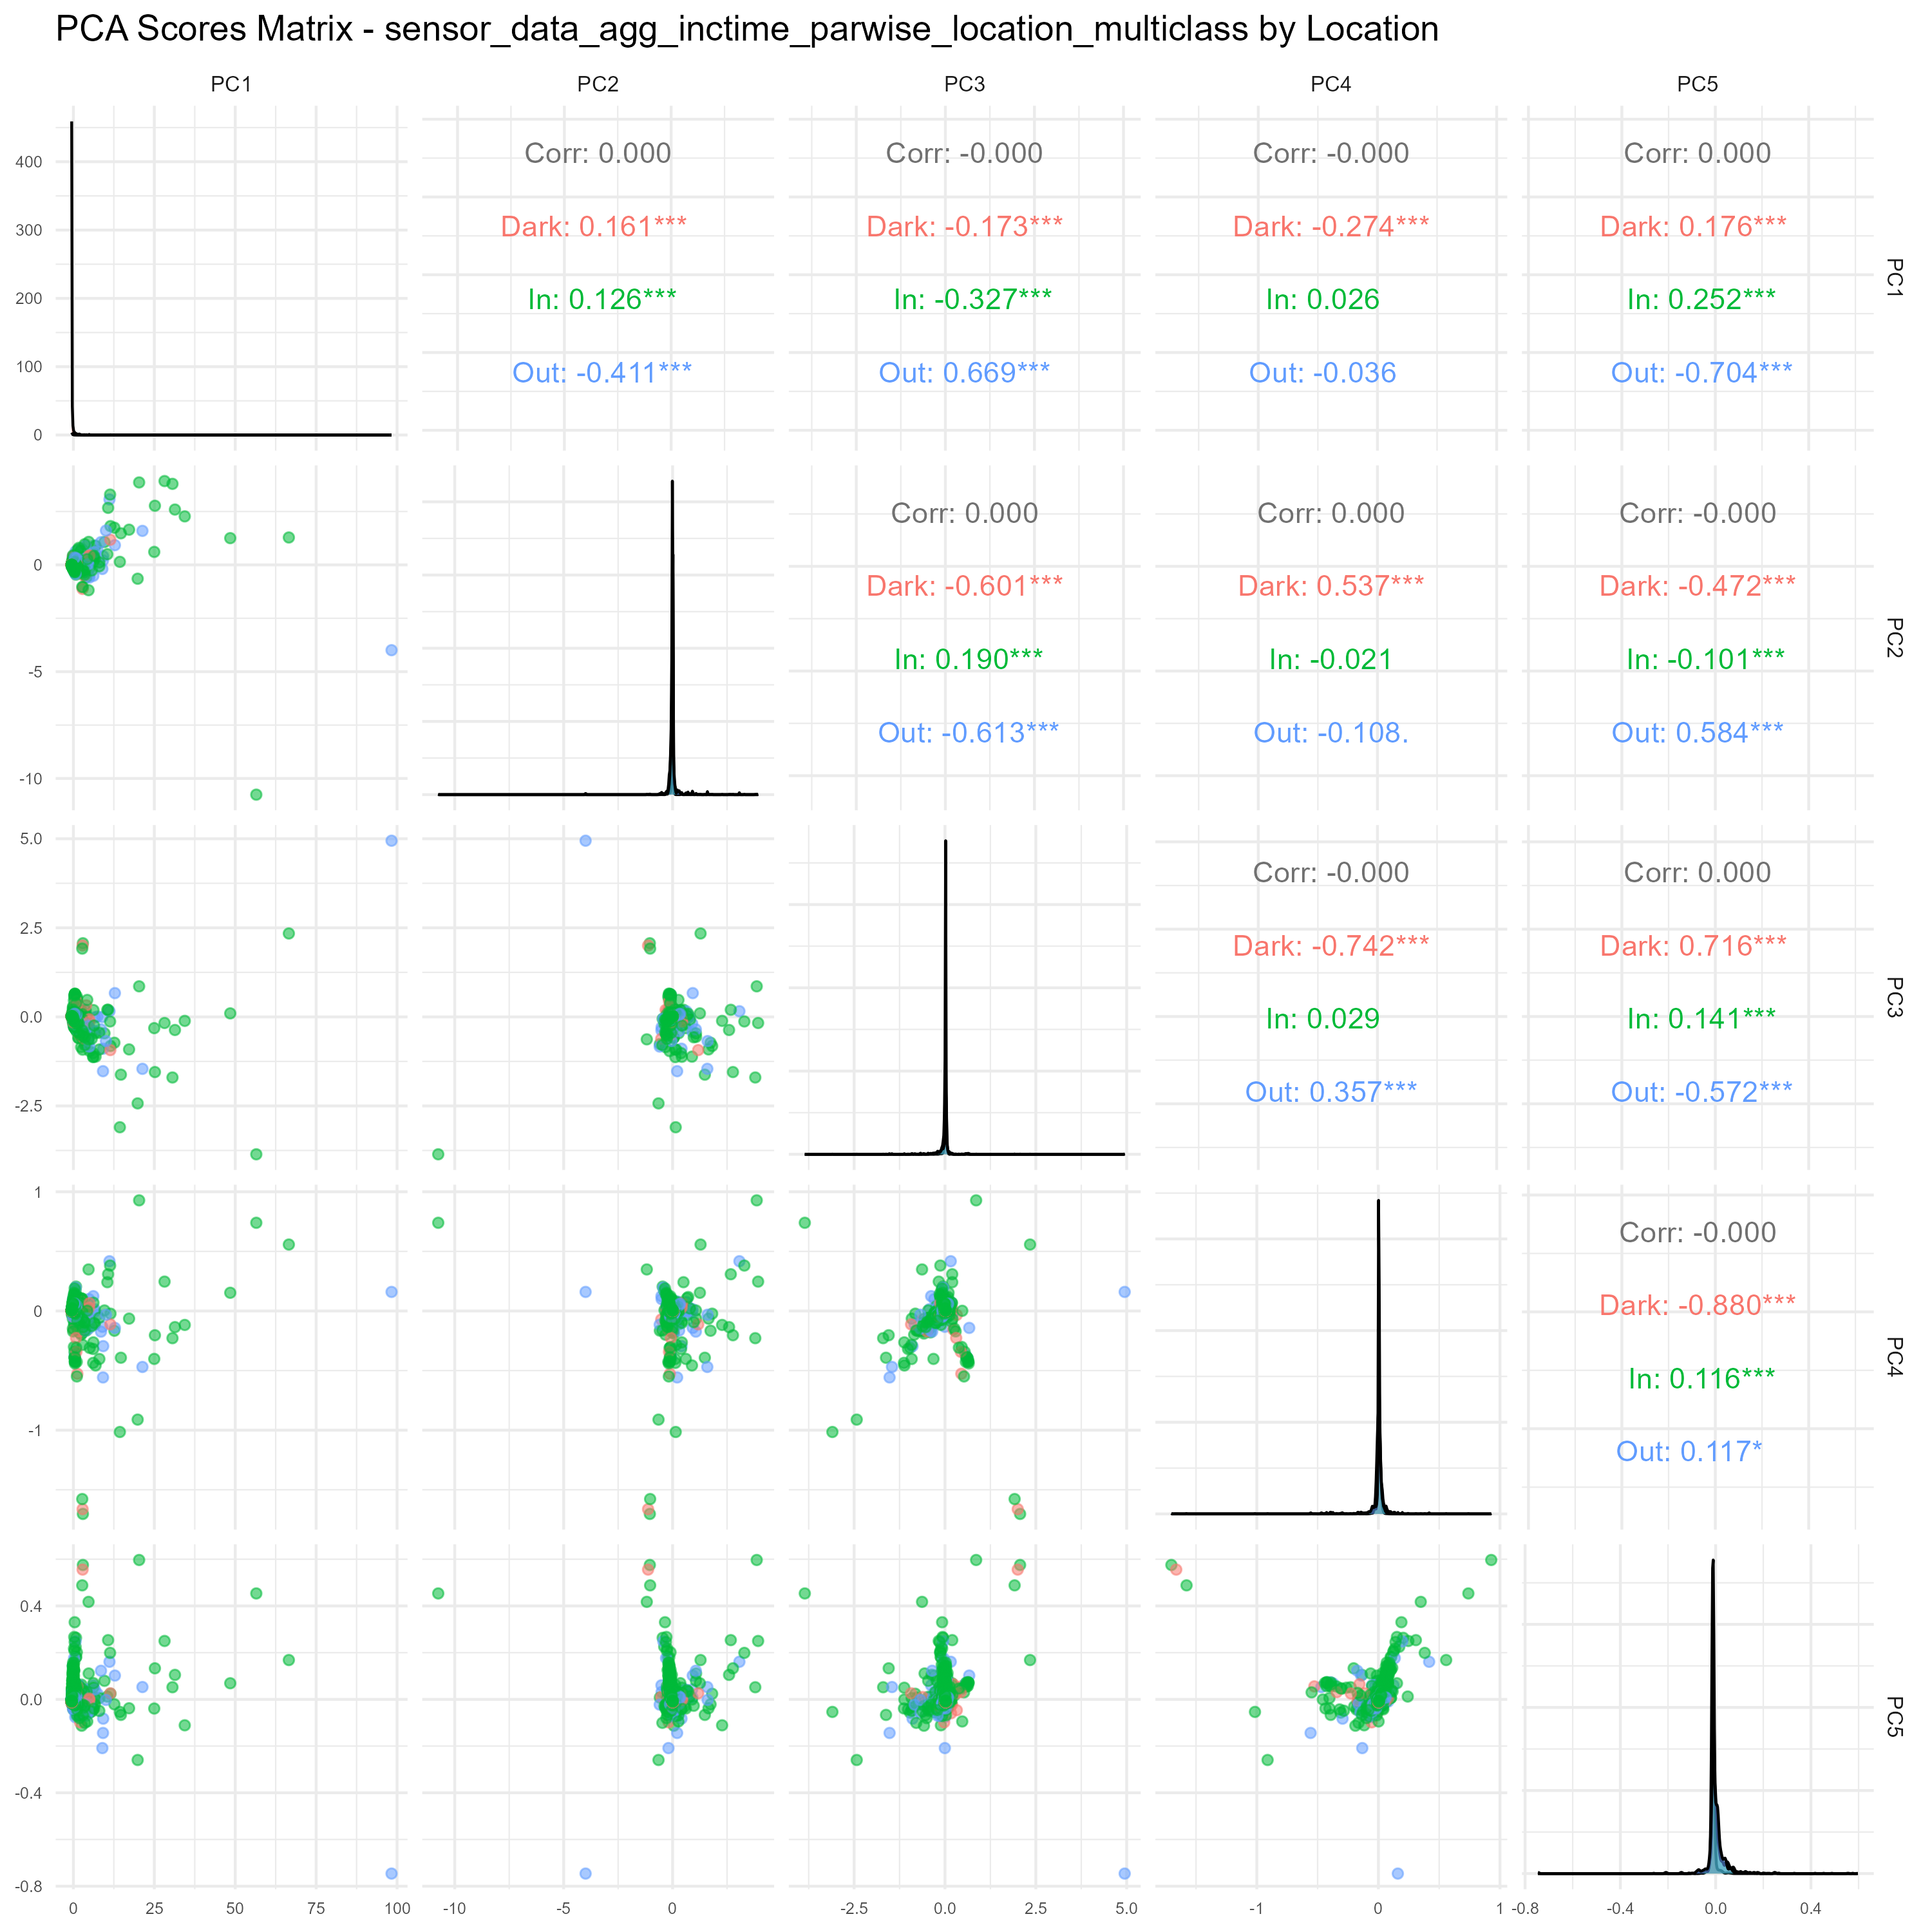 PCA Scores Matrix - sensor_data_agg_inctime_parwise_location_multiclass by Location
PC1 PC2 PC3 PC4 PC5
400
300
200
100
0
Corr: 0.000
Dark: 0.161***
In: 0.126***
Out: -0.411***
Corr: -0.000
Dark: -0.173***
In: -0.327***
Out: 0.669***
Corr: -0.000
Dark: -0.274***
In: 0.026
Out: -0.036
Corr: 0.000
Dark: 0.176***
In: 0.252***
Out: -0.704***
PC1
0
-5
-10
Corr: 0.000
Dark: -0.601***
In: 0.190***
Out: -0.613***
Corr: 0.000
Dark: 0.537***
In: -0.021
Out: -0.108.
Corr: -0.000
Dark: -0.472***
In: -0.101***
Out: 0.584***
PC2
5.0
2.5
0.0
-2.5
Corr: -0.000
Dark: -0.742***
In: 0.029
Out: 0.357***
Corr: 0.000
Dark: 0.716***
In: 0.141***
Out: -0.572***
PC3
1
0
-1
Corr: -0.000
Dark: -0.880***
In: 0.116***
Out: 0.117*
PC4
0.4
0.0
-0.4
-0.8
PC5
0 25 50 75 100 -10 -5 0 -2.5 0.0 2.5 5.0 -1 0 1 -0.8 -0.4 0.0 0.4